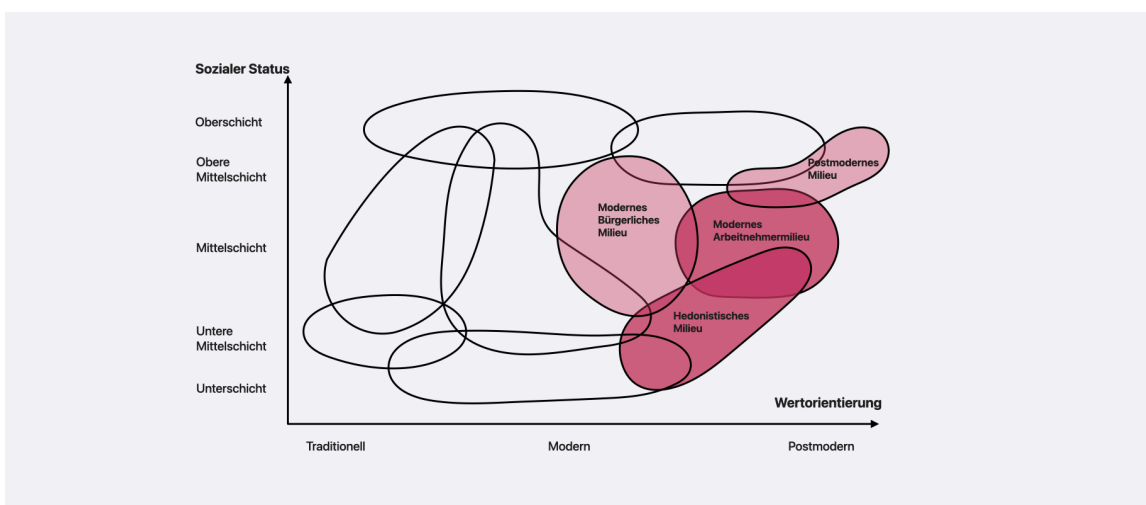 Sozialer Status
Oberschicht
Obere
Mittelschicht
Mittelschicht
Untere
Mittelschicht
Unterschicht
Postmodernes
Milieu
Modernes
Bürgerliches
Milieu
Modernes
Arbeitnehmermilieu
Hedonistisches
Milieu
Wertorientierung
Traditionell
Modern
Postmodern